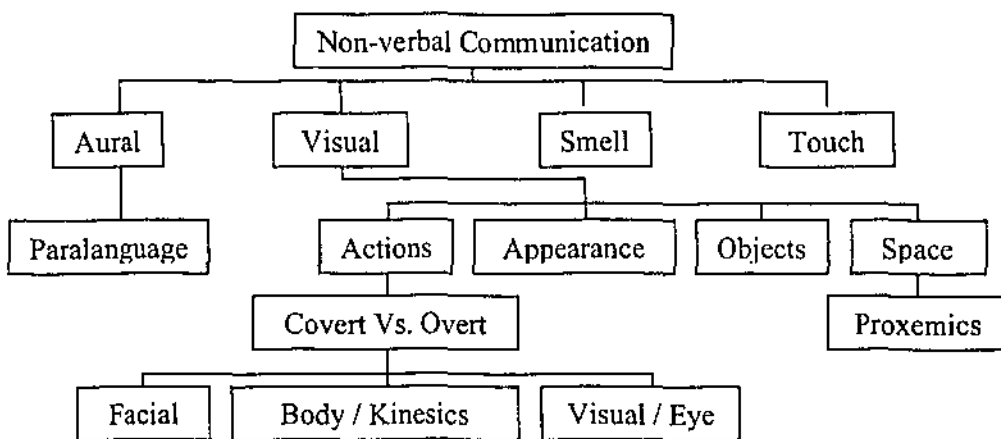 Non-verbal Communication
Aural
Visual
Smell
Touch
Paralanguage
Actions
Appearance
Objects
Space
Covert Vs. Overt
Proxemics
Facial
Body / Kinesics
Visual / Eye